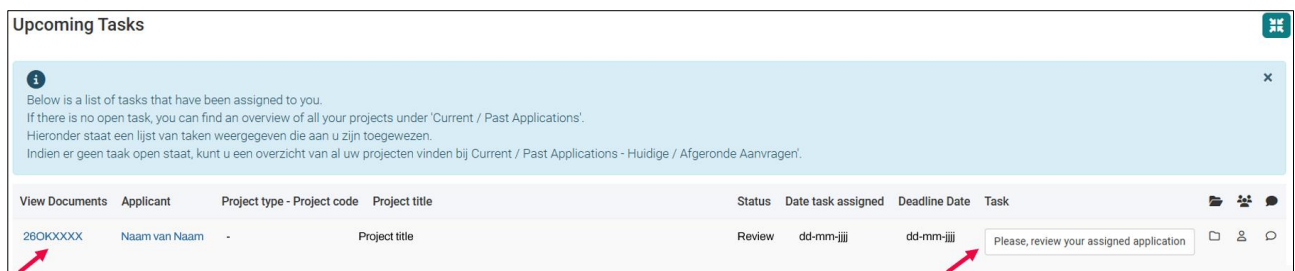 Upcoming Tasks
Below is a list of tasks that have been assigned to you.
If there is no open task, you can find an overview of all your projects under 'Current / Past Applications'.
Hieronder staat een lijst van taken weergegeven die aan u zijn toegewezen.
Indien er geen taak open staat, kunt u een overzicht van al uw projecten vinden bij Current / Past Applications - Huidige / Afgeronde Aanvragen'.
View Documents Applicant Project type - Project code Project title Status Date task assigned Deadline Date Task
26OKXXXX Naam van Naam - Project title Review dd-mm-jjjj dd-mm-jjjj Please, review your assigned application